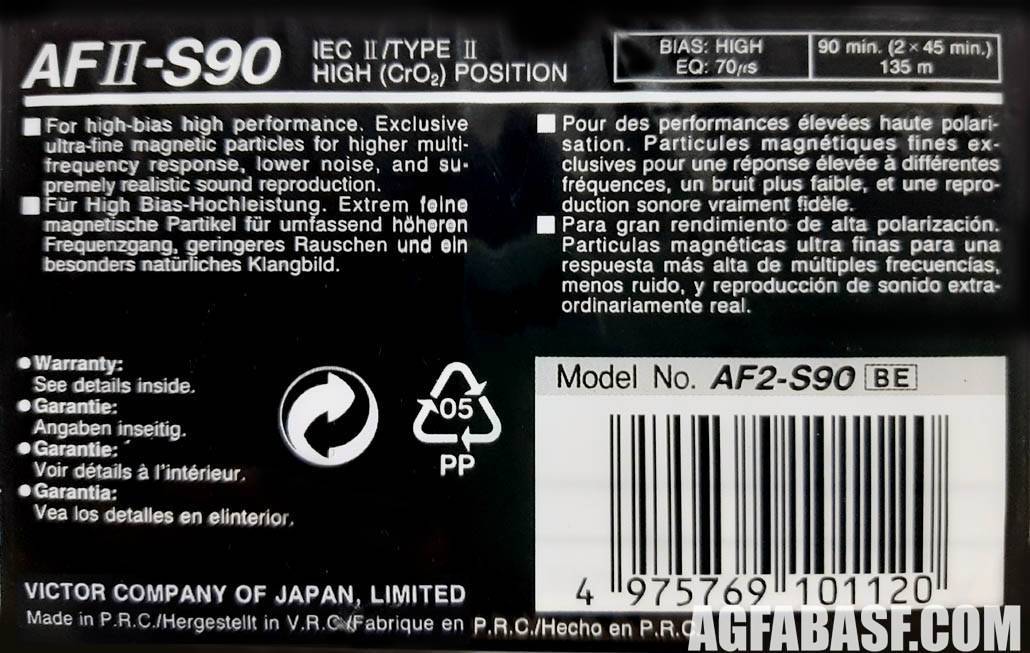 AFII-S90
IEC II/TYPE II
HIGH (CrO₂) POSITION
BIAS: HIGH
EQ: 70μs
90 min. (2 × 45 min.)
135 m
For high-bias high performance. Exclusive
ultra-fine magnetic particles for higher multi-
frequency response, lower noise, and su-
premely realistic sound reproduction.
Für High Bias-Hochleistung. Extrem feine
magnetische Partikel für umfassend höheren
Frequenzgang, geringeres Rauschen und ein
besonders natürliches Klangbild.
Pour des performances élevées haute polari-
sation. Particules magnétiques fines ex-
clusives pour une réponse élevée à différentes
fréquences, un bruit plus faible, et une repro-
duction sonore vraiment fidèle.
Para gran rendimiento de alta polarización.
Particulas magnéticas ultra finas para una
respuesta más alta de múltiples frecuencías,
menos ruido, y reproducción de sonido extra-
ordinariamente real.
Warranty:
See details inside.
Garantie:
Angaben inseitig.
Garantie:
Voir détails à l'intérieur.
Garantia:
Vea los detalles en elinterior.
05
PP
Model No. AF2-S90 BE
4 975769 101120
VICTOR COMPANY OF JAPAN, LIMITED
Made in P.R.C./Hergestellt in V.R.C./Fabrique en P.R.C./Hecho en P.R.C.
AGFABASF.COM